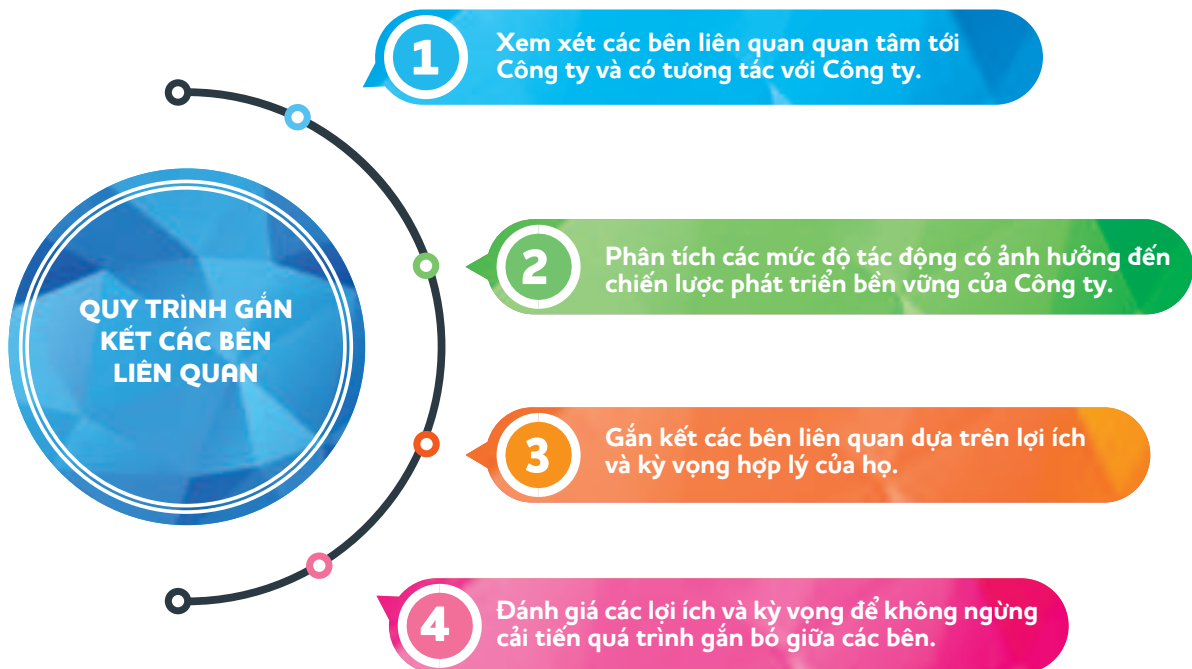 QUY TRÌNH GẮN
KẾT CÁC BÊN
LIÊN QUAN
1
Xem xét các bên liên quan quan tâm tới
Công ty và có tương tác với Công ty.
2
Phân tích các mức độ tác động có ảnh hưởng đến
chiến lược phát triển bền vững của Công ty.
3
Gắn kết các bên liên quan dựa trên lợi ích
và kỳ vọng hợp lý của họ.
4
Đánh giá các lợi ích và kỳ vọng để không ngừng
cải tiến quá trình gắn bó giữa các bên.